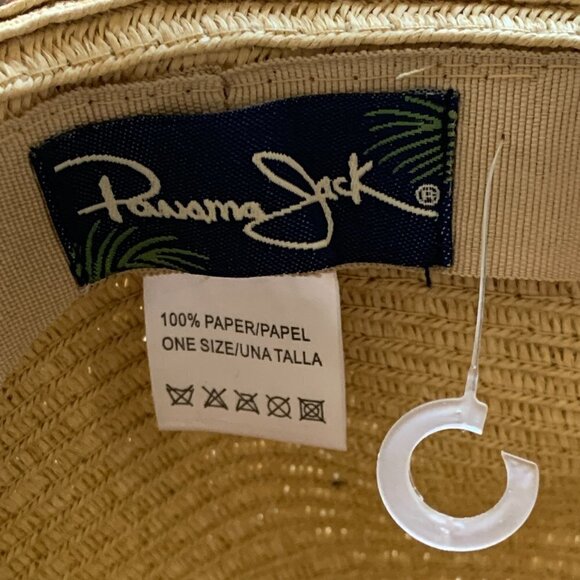 Panama Jack®
100% PAPER/PAPEL
ONE SIZE/UNA TALLA